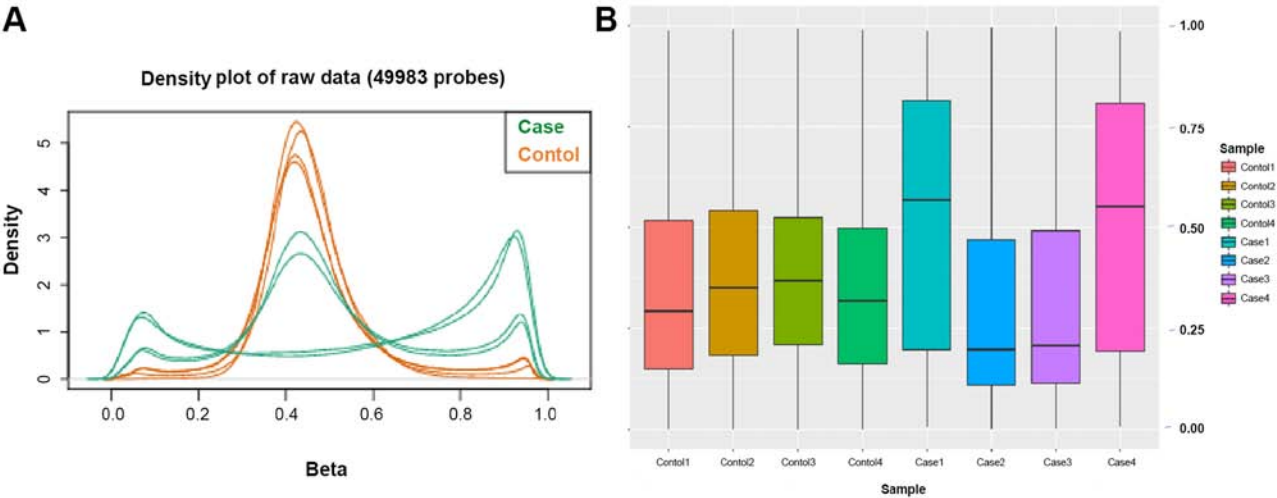 A
Density plot of raw data (49983 probes)
Case
Contol
Density
5
4
3
2
1
0
0.0 0.2 0.4 0.6 0.8 1.0
Beta
B
1.00
0.75
0.50
0.25
0.00
Contol1 Contol2 Contol3 Contol4 Case1 Case2 Case3 Case4
Sample
Sample
Contol1
Contol2
Contol3
Contol4
Case1
Case2
Case3
Case4